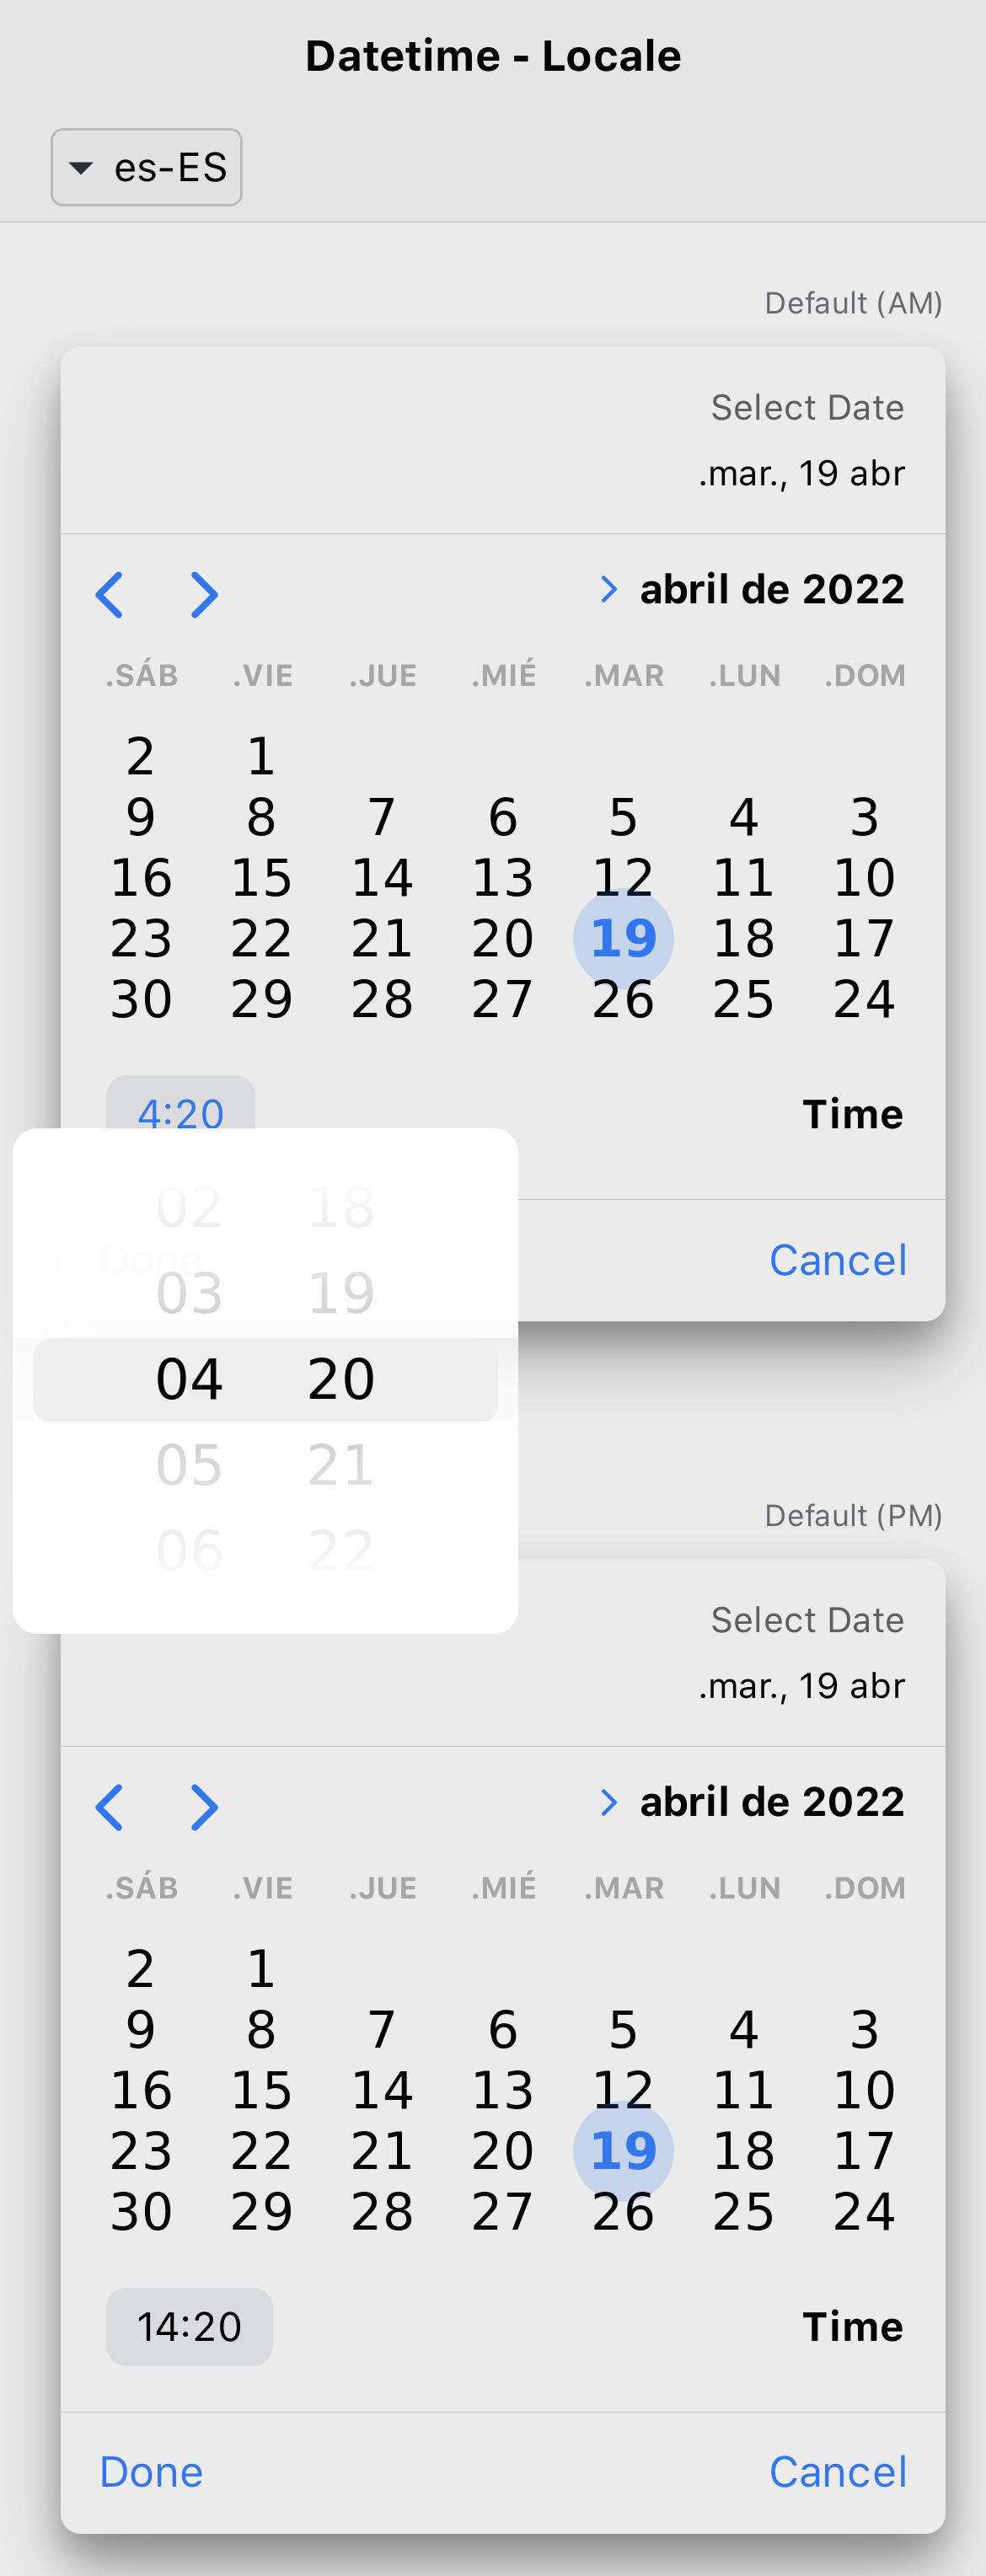 Datetime - Locale
es-ES
Default (AM)
Select Date
.mar., 19 abr
abril de 2022
.SÁB .VIE .JUE .MIÉ .MAR .LUN .DOM
2 1
9 8 7 6 5 4 3
16 15 14 13 12 11 10
23 22 21 20 19 18 17
30 29 28 27 26 25 24
4:20 Time
02 18
Done Cancel
03 19
04 20
05 21
06 22
Default (PM)
Select Date
.mar., 19 abr
abril de 2022
.SÁB .VIE .JUE .MIÉ .MAR .LUN .DOM
2 1
9 8 7 6 5 4 3
16 15 14 13 12 11 10
23 22 21 20 19 18 17
30 29 28 27 26 25 24
14:20 Time
Done Cancel